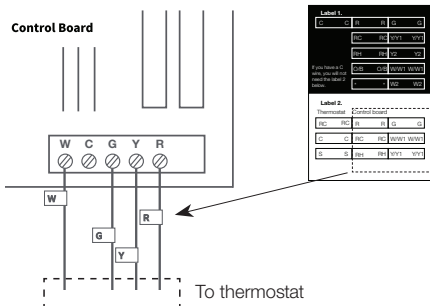 Control Board
W C G Y R
W
R
G
Y
To thermostat
Label 1.
C C R R G G
RC RC Y/Y1 Y/Y1
RH RH Y2 Y2
If you have a C
wire, you will not
need the label 2
below.
O/B O/B W/W1 W/W1
* * W2 W2
Label 2.
Thermostat Control board
RC RC R R G G
C C RC RC W/W1 W/W1
S S RH RH Y/Y1 Y/Y1